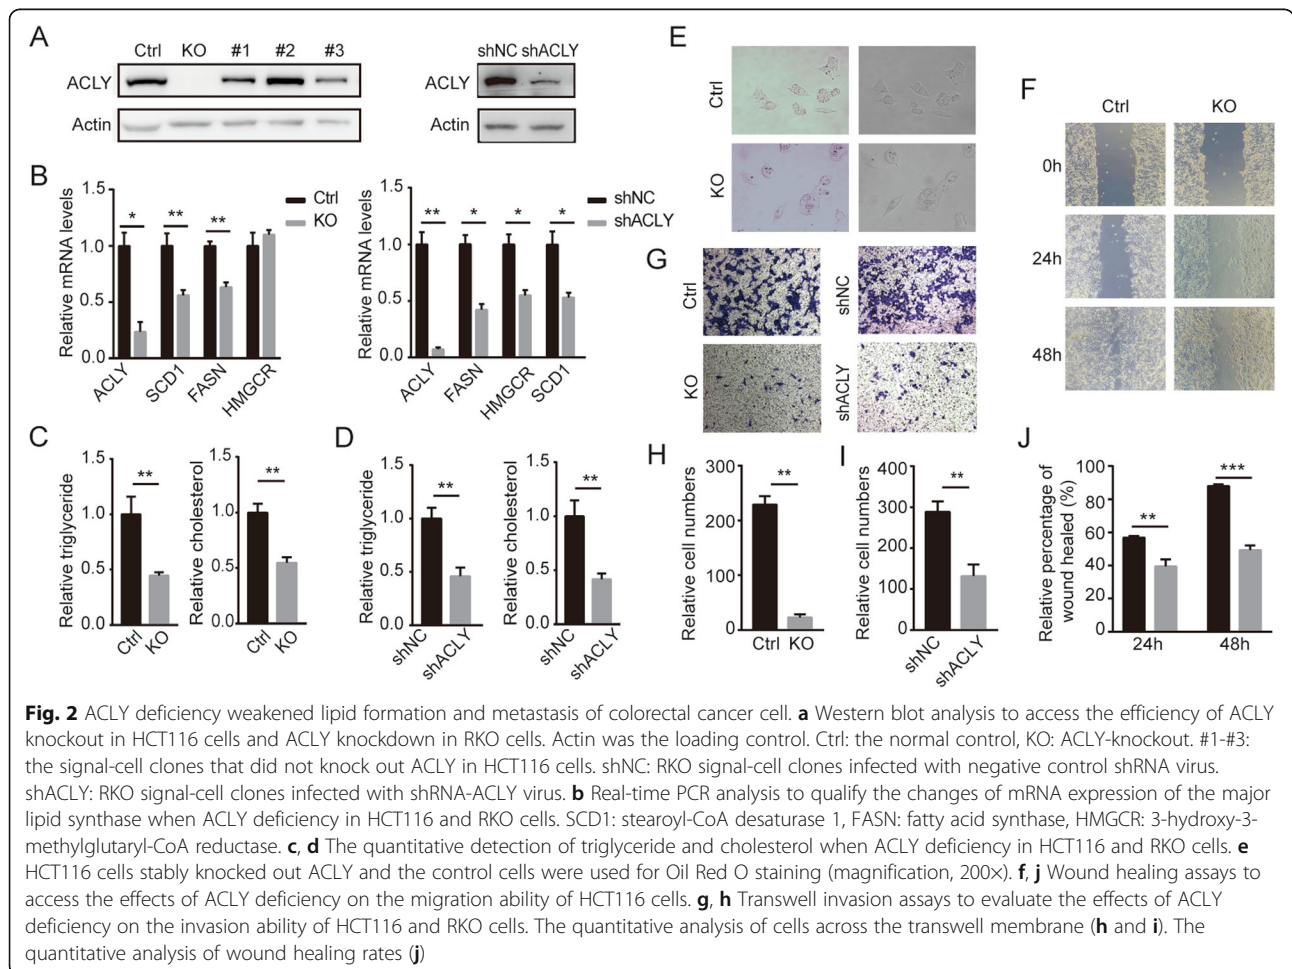 A
Ctrl KO #1 #2 #3
ACLY
Actin
shNC shACLY
ACLY
Actin
B
Relative mRNA levels
1.5
1.0
0.5
0.0
* ** **
Ctrl
KO
ACLY
SCD1
FASN
HMGCR
Relative mRNA levels
1.5
1.0
0.5
0.0
** * * *
shNC
shACLY
ACLY
FASN
HMGCR
SCD1
C
Relative triglyceride
1.5
1.0
0.5
0.0
**
Ctrl
KO
Relative cholesterol
1.5
1.0
0.5
0.0
**
Ctrl
KO
D
Relative triglyceride
1.5
1.0
0.5
0.0
**
shNC
shACLY
Relative cholesterol
1.5
1.0
0.5
0.0
**
shNC
shACLY
E
Ctrl
KO
F
Ctrl KO
0h
24h
48h
G
Ctrl
KO
shNC
shACLY
H
Relative cell numbers
300
200
100
0
**
Ctrl KO
I
Relative cell numbers
400
300
200
100
0
**
shNC
shACLY
J
Relative percentage of
wound healed (%)
100
80
60
40
20
0
** ***
24h 48h
Fig. 2 ACLY deficiency weakened lipid formation and metastasis of colorectal cancer cell. a Western blot analysis to access the efficiency of ACLY
knockout in HCT116 cells and ACLY knockdown in RKO cells. Actin was the loading control. Ctrl: the normal control, KO: ACLY-knockout. #1-#3:
the signal-cell clones that did not knock out ACLY in HCT116 cells. shNC: RKO signal-cell clones infected with negative control shRNA virus.
shACLY: RKO signal-cell clones infected with shRNA-ACLY virus. b Real-time PCR analysis to qualify the changes of mRNA expression of the major
lipid synthase when ACLY deficiency in HCT116 and RKO cells. SCD1: stearoyl-CoA desaturase 1, FASN: fatty acid synthase, HMGCR: 3-hydroxy-3-
methylglutaryl-CoA reductase. c, d The quantitative detection of triglyceride and cholesterol when ACLY deficiency in HCT116 and RKO cells. e
HCT116 cells stably knocked out ACLY and the control cells were used for Oil Red O staining (magnification, 200×). f, j Wound healing assays to
access the effects of ACLY deficiency on the migration ability of HCT116 cells. g, h Transwell invasion assays to evaluate the effects of ACLY
deficiency on the invasion ability of HCT116 and RKO cells. The quantitative analysis of cells across the transwell membrane (h and i). The
quantitative analysis of wound healing rates (j)